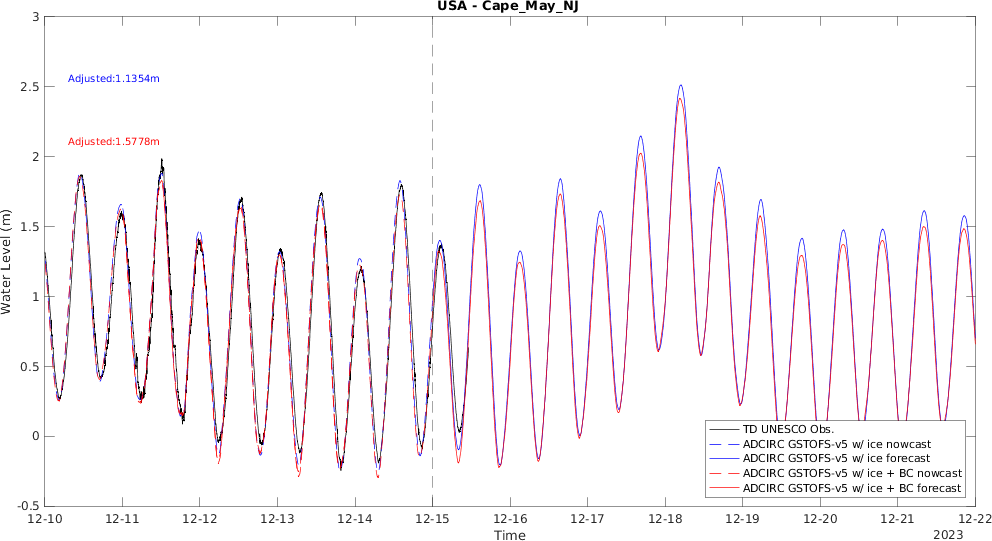 USA - Cape_May_NJ
3
2.5
2
1.5
1
0.5
0
-0.5
Water Level (m)
Adjusted:1.1354m
Adjusted:1.5778m
TD UNESCO Obs.
ADCIRC GSTOFS-v5 w/ ice nowcast
ADCIRC GSTOFS-v5 w/ ice forecast
ADCIRC GSTOFS-v5 w/ ice + BC nowcast
ADCIRC GSTOFS-v5 w/ ice + BC forecast
12-10 12-11 12-12 12-13 12-14 12-15 12-16 12-17 12-18 12-19 12-20 12-21 12-22
Time
2023